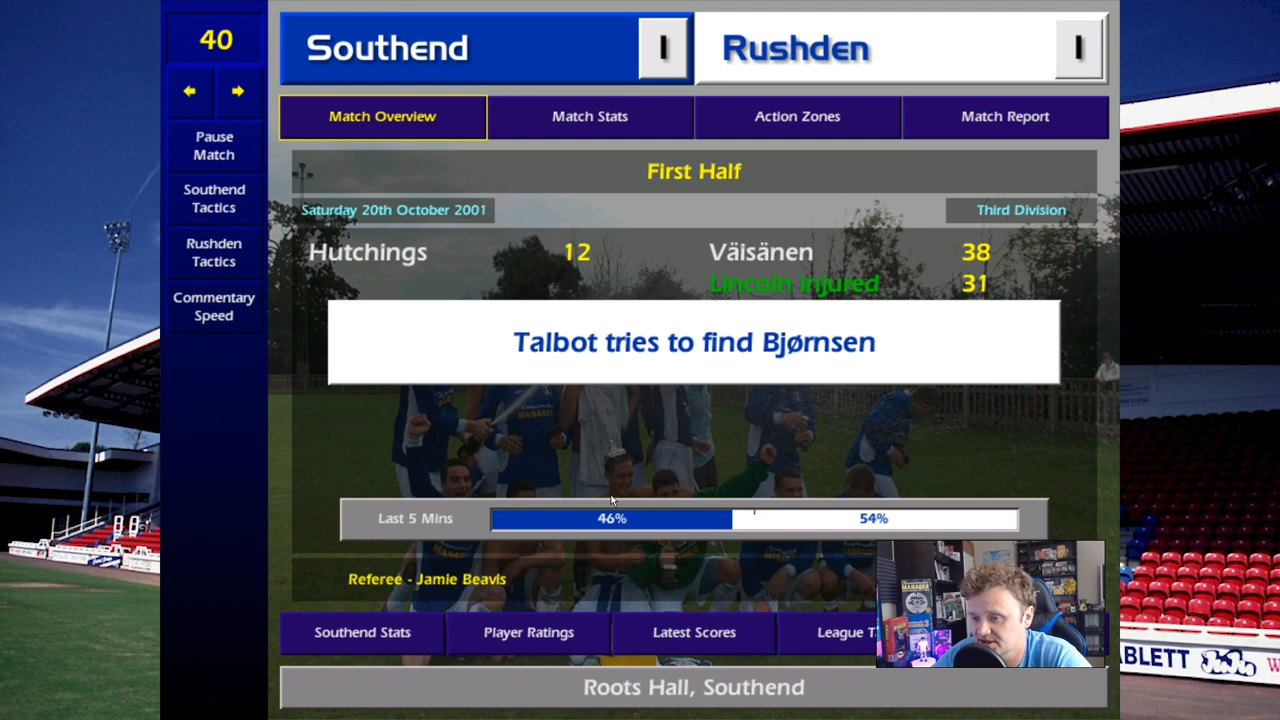 40
Southend 1
Rushden 1
Match Overview
Match Stats
Action Zones
Match Report
Pause
Match
Southend
Tactics
Rushden
Tactics
Commentary
Speed
First Half
Saturday 20th October 2001
Third Division
Hutchings 12
Väisänen 38
Lincoln injured 31
Talbot tries to find Bjørnsen
Last 5 Mins 46% 54%
Referee - Jamie Beavis
Southend Stats
Player Ratings
Latest Scores
League T
Roots Hall, Southend
MANAGER
BLETT JuJu